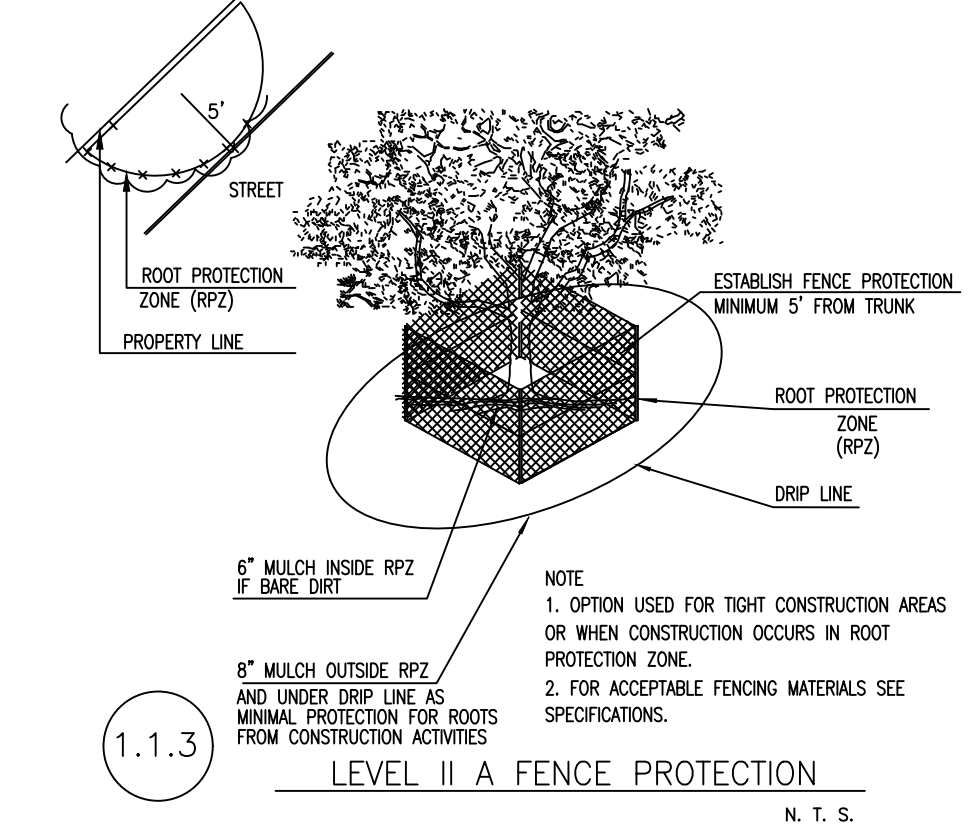 5'
STREET
ROOT PROTECTION
ZONE (RPZ)
PROPERTY LINE
ESTABLISH FENCE PROTECTION
MINIMUM 5' FROM TRUNK
ROOT PROTECTION
ZONE
(RPZ)
DRIP LINE
6" MULCH INSIDE RPZ
IF BARE DIRT
8" MULCH OUTSIDE RPZ
AND UNDER DRIP LINE AS
MINIMAL PROTECTION FOR ROOTS
FROM CONSTRUCTION ACTIVITIES
NOTE
1. OPTION USED FOR TIGHT CONSTRUCTION AREAS
OR WHEN CONSTRUCTION OCCURS IN ROOT
PROTECTION ZONE.
2. FOR ACCEPTABLE FENCING MATERIALS SEE
SPECIFICATIONS.
1.1.3
LEVEL II A FENCE PROTECTION
N. T. S.